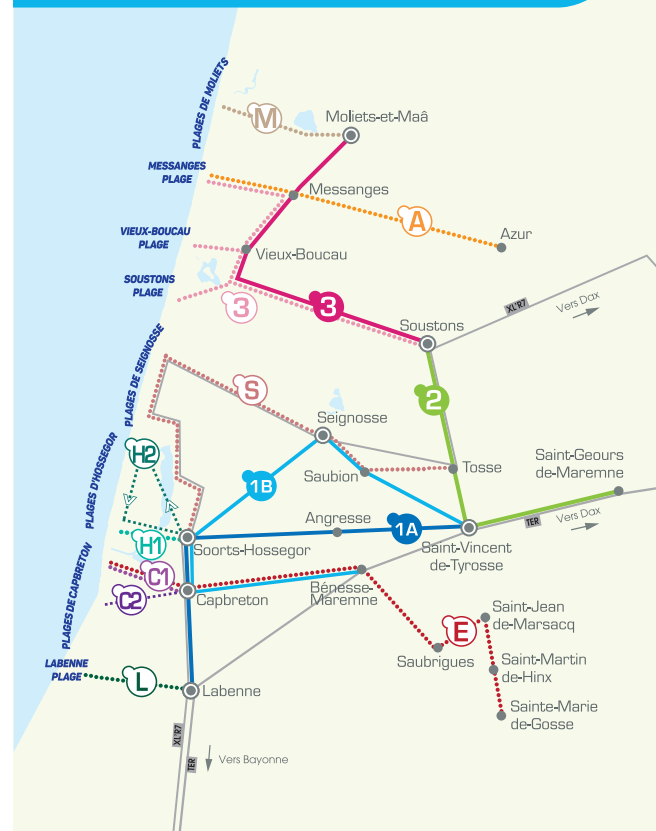 PLAGES DE MOLIETS
M
Moliets-et-Maâ
MESSANGES
PLAGE
Messanges
A
Azur
VIEUX-BOUCAU
PLAGE
Vieux-Boucau
SOUSTONS
PLAGE
3
3
XL'R7
Vers Dax
Soustons
PLAGES DE SEIGNOSSE
S
2
Seignosse
H2
PLAGES D'HOSSEGOR
1B
Saubion
Tosse
Saint-Geours
de-Maremne
Angresse
1A
TER
Vers Dax
H1
Soorts-Hossegor
Saint-Vincent
de-Tyrosse
C1
PLAGES DE CAPBRETON
C2
Capbreton
Bénesse-
Maremne
E
Saint-Jean
de-Marsacq
Saubrigues
LABENNE
PLAGE
L
Labenne
Saint-Martin
de-Hinx
Sainte-Marie
de-Gosse
XL'R7
TER
Vers Bayonne